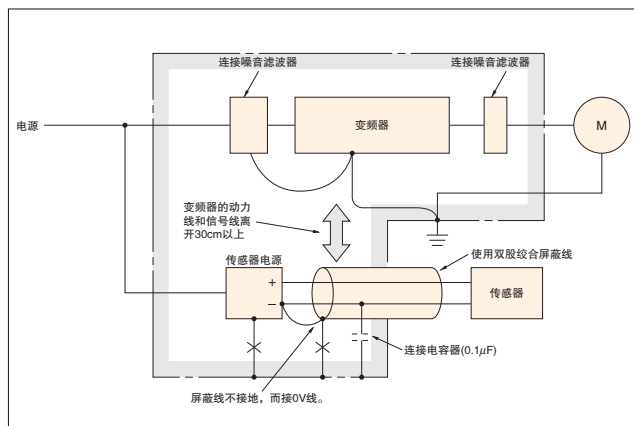 连接噪音滤波器
连接噪音滤波器
电源
变频器
M
变频器的动力
线和信号线离
开30cm以上
使用双股绞合屏蔽线
传感器电源
+
−
传感器
连接电容器(0.1μF)
屏蔽线不接地，而接0V线。